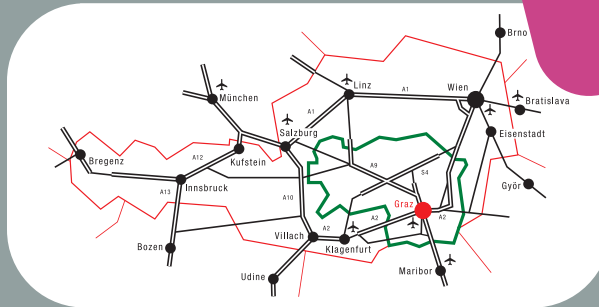 Brno
Linz
Wien
A1
München
Bratislava
A1
Salzburg
Eisenstadt
Bregenz
A12
Kufstein
A9
S4
Győr
A13
Innsbruck
A10
Graz
A2
A2
Villach
A2
Bozen
Klagenfurt
Udine
Maribor